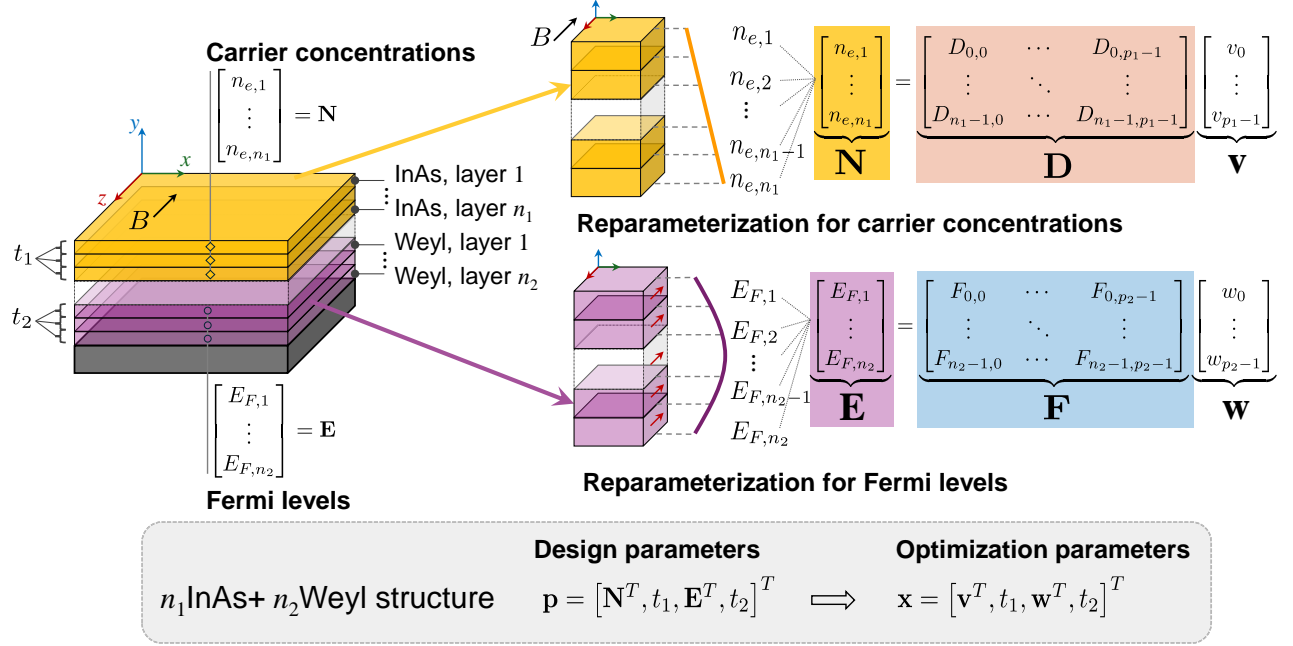 Carrier concentrations
[n_{e,1} ⋮ n_{e,n_1}] = N
y
x
z
B
InAs, layer 1
⋮
InAs, layer n_1
Weyl, layer 1
⋮
Weyl, layer n_2
t_1
t_2
[E_{F,1} ⋮ E_{F,n_2}] = E
Fermi levels
B
n_{e,1}
n_{e,2}
⋮
n_{e,n_1-1}
n_{e,n_1}
[n_{e,1} ⋮ n_{e,n_1}] = [D_{0,0} ⋯ D_{0,p_1-1} ⋮ ⋱ ⋮ D_{n_1-1,0} ⋯ D_{n_1-1,p_1-1}] [v_0 ⋮ v_{p_1-1}]
N D v
Reparameterization for carrier concentrations
E_{F,1}
E_{F,2}
⋮
E_{F,n_2-1}
E_{F,n_2}
[E_{F,1} ⋮ E_{F,n_2}] = [F_{0,0} ⋯ F_{0,p_2-1} ⋮ ⋱ ⋮ F_{n_2-1,0} ⋯ F_{n_2-1,p_2-1}] [w_0 ⋮ w_{p_2-1}]
E F w
Reparameterization for Fermi levels
Design parameters
Optimization parameters
n_1InAs+ n_2Weyl structure
p = [N^T, t_1, E^T, t_2]^T ⇒ x = [v^T, t_1, w^T, t_2]^T